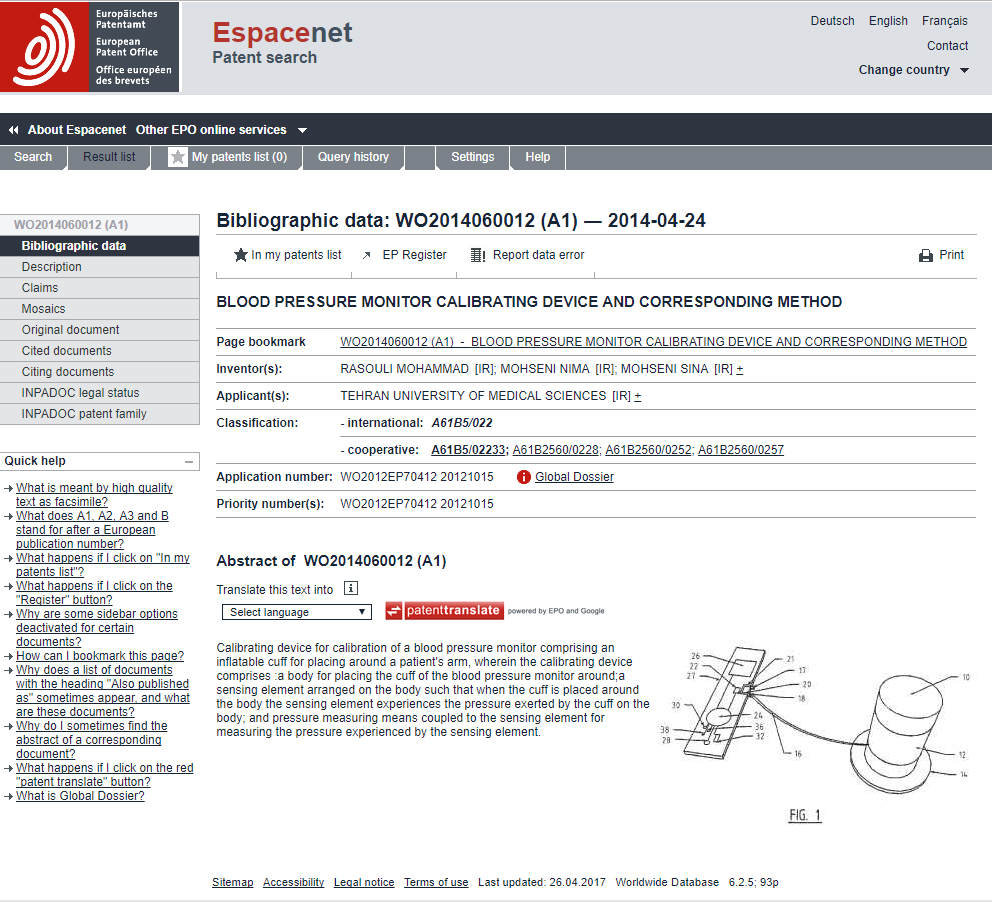 Europäisches
Patentamt
European
Patent Office
Office européen
des brevets
Espacenet
Patent search
Deutsch English Français
Contact
Change country
About Espacenet Other EPO online services
Search Result list My patents list (0) Query history Settings Help
WO2014060012 (A1)
Bibliographic data
Description
Claims
Mosaics
Original document
Cited documents
Citing documents
INPADOC legal status
INPADOC patent family
Quick help
What is meant by high quality
text as facsimile?
What does A1, A2, A3 and B
stand for after a European
publication number?
What happens if I click on "In my
patents list"?
What happens if I click on the
"Register" button?
Why are some sidebar options
deactivated for certain
documents?
How can I bookmark this page?
Why does a list of documents
with the heading "Also published
as" sometimes appear, and what
are these documents?
Why do I sometimes find the
abstract of a corresponding
document?
What happens if I click on the red
"patent translate" button?
What is Global Dossier?
Bibliographic data: WO2014060012 (A1) — 2014-04-24
In my patents list EP Register Report data error Print
BLOOD PRESSURE MONITOR CALIBRATING DEVICE AND CORRESPONDING METHOD
Page bookmark WO2014060012 (A1) - BLOOD PRESSURE MONITOR CALIBRATING DEVICE AND CORRESPONDING METHOD
Inventor(s): RASOULI MOHAMMAD [IR]; MOHSENI NIMA [IR]; MOHSENI SINA [IR] +
Applicant(s): TEHRAN UNIVERSITY OF MEDICAL SCIENCES [IR] +
Classification: - international: A61B5/022
- cooperative: A61B5/02233; A61B2560/0228; A61B2560/0252; A61B2560/0257
Application number: WO2012EP70412 20121015 Global Dossier
Priority number(s): WO2012EP70412 20121015
Abstract of WO2014060012 (A1)
Translate this text into
Select language patenttranslate powered by EPO and Google
Calibrating device for calibration of a blood pressure monitor comprising an
inflatable cuff for placing around a patient's arm, wherein the calibrating device
comprises :a body for placing the cuff of the blood pressure monitor around;a
sensing element arranged on the body such that when the cuff is placed around
the body the sensing element experiences the pressure exerted by the cuff on the
body; and pressure measuring means coupled to the sensing element for
measuring the pressure experienced by the sensing element.
26
22
27
21
17
20
18
30
24
36
38
28
32
16
10
12
14
FIG. 1
Sitemap Accessibility Legal notice Terms of use Last updated: 26.04.2017 Worldwide Database 6.2.5; 93p